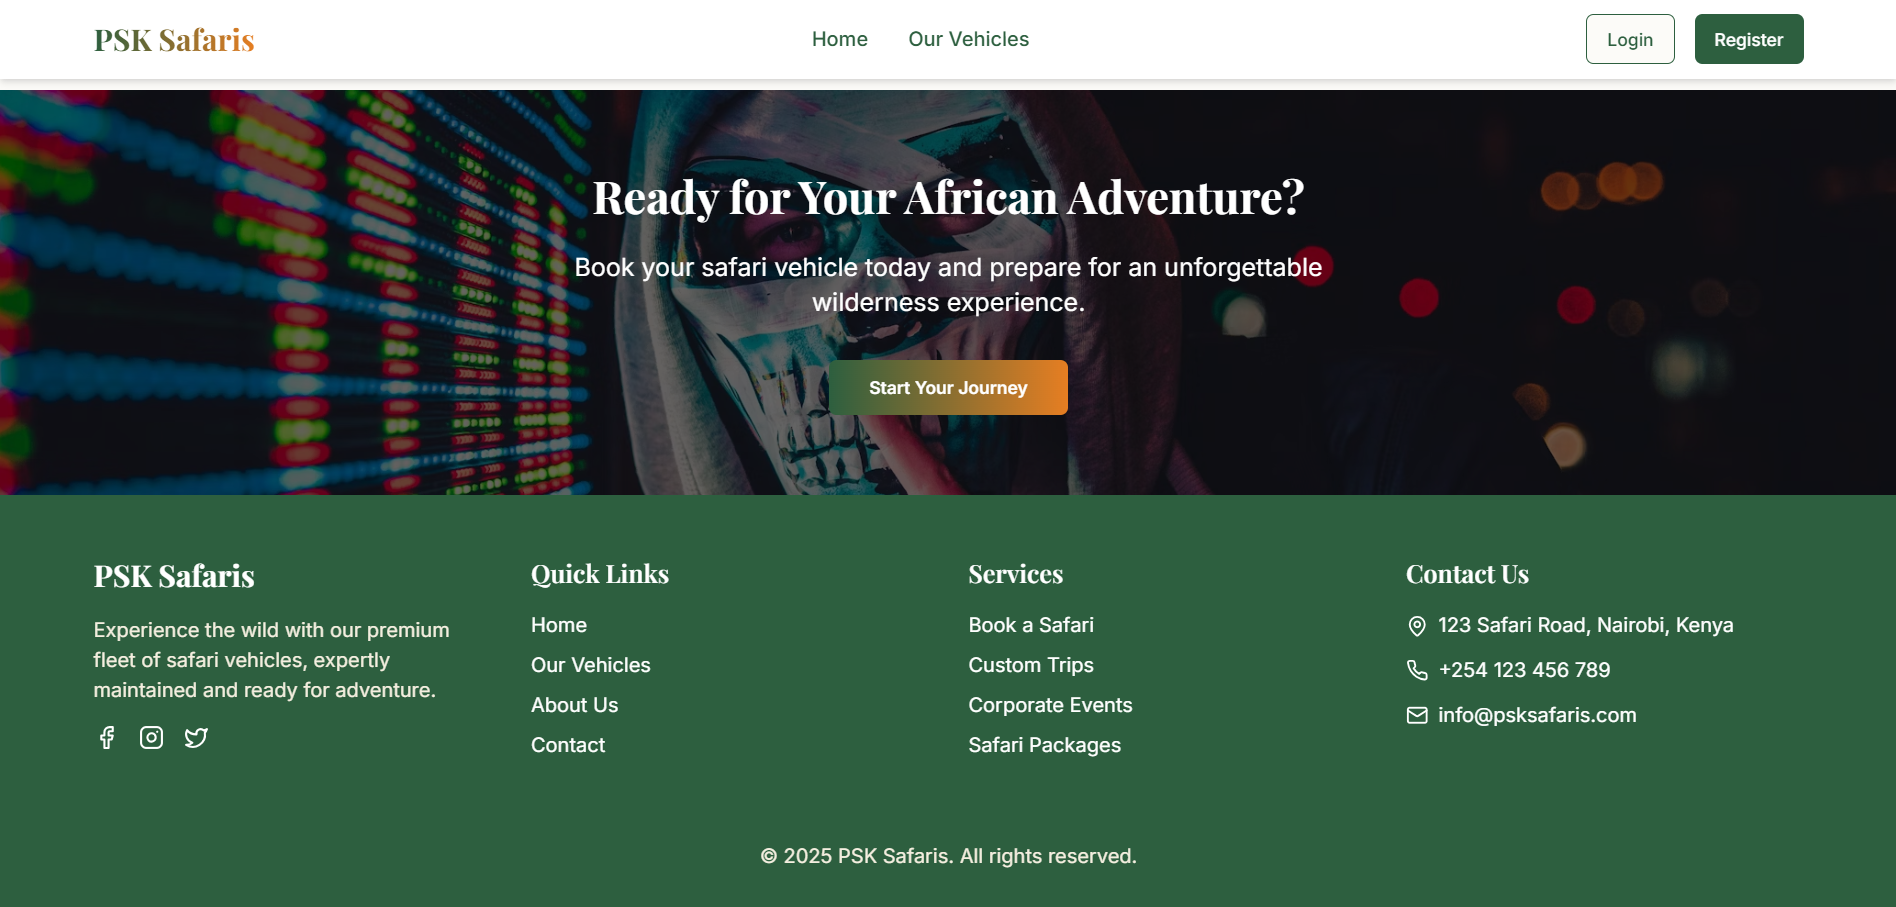 PSK Safaris
Home
Our Vehicles
Login
Register
Ready for Your African Adventure?
Book your safari vehicle today and prepare for an unforgettable
wilderness experience.
Start Your Journey
PSK Safaris
Experience the wild with our premium
fleet of safari vehicles, expertly
maintained and ready for adventure.
Quick Links
Home
Our Vehicles
About Us
Contact
Services
Book a Safari
Custom Trips
Corporate Events
Safari Packages
Contact Us
123 Safari Road, Nairobi, Kenya
+254 123 456 789
info@psksafaris.com
© 2025 PSK Safaris. All rights reserved.